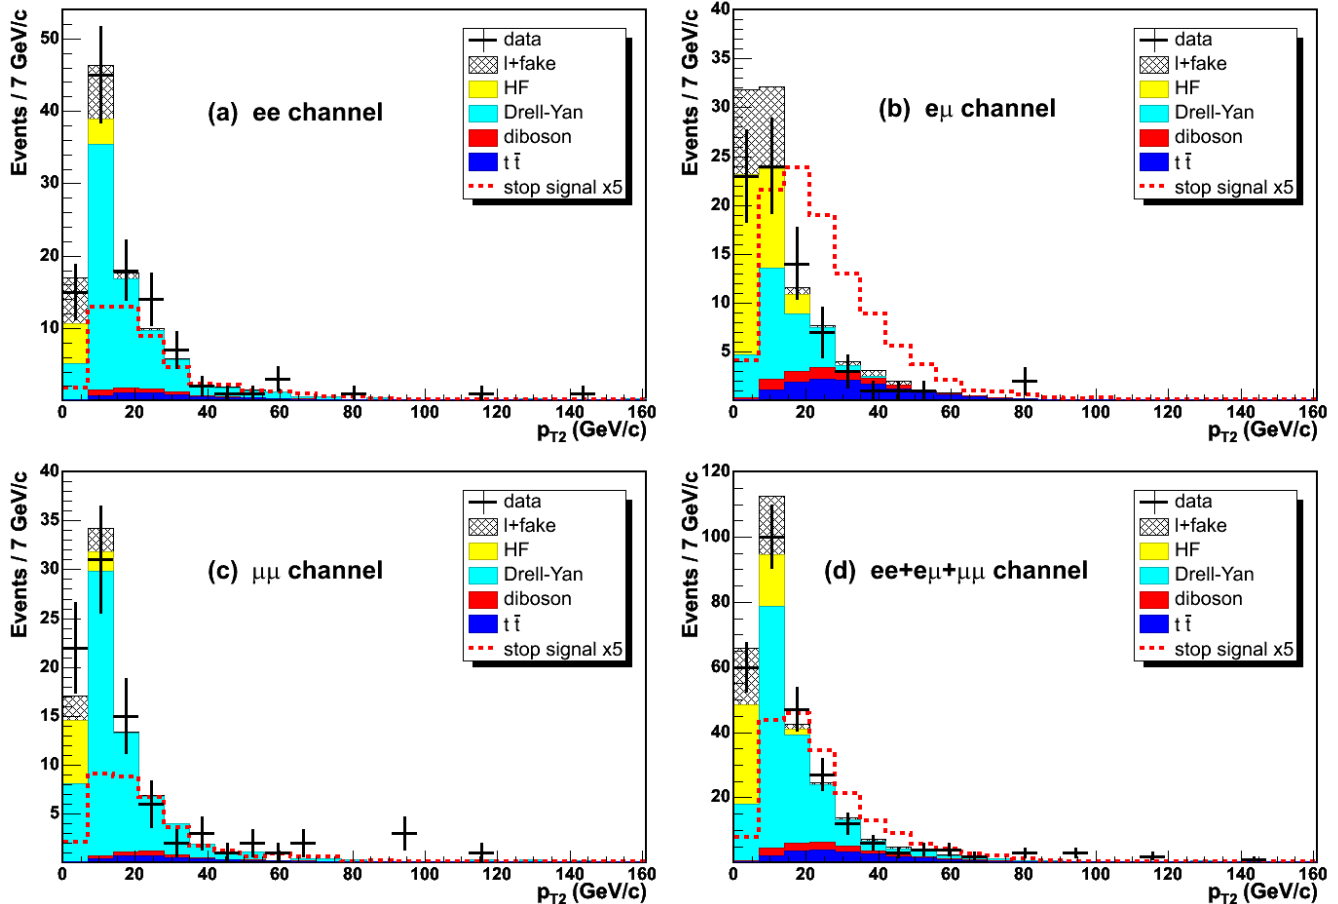 Events / 7 GeV/c
50
40
30
20
10
0 20 40 60 80 100 120 140 160
p_T2 (GeV/c)
(a) ee channel
data
l+fake
HF
Drell-Yan
diboson
t t̄
stop signal x5
Events / 7 GeV/c
40
35
30
25
20
15
10
5
0 20 40 60 80 100 120 140 160
p_T2 (GeV/c)
(b) eμ channel
data
l+fake
HF
Drell-Yan
diboson
t t̄
stop signal x5
Events / 7 GeV/c
40
35
30
25
20
15
10
5
0 20 40 60 80 100 120 140 160
p_T2 (GeV/c)
(c) μμ channel
data
l+fake
HF
Drell-Yan
diboson
t t̄
stop signal x5
Events / 7 GeV/c
120
100
80
60
40
20
0 20 40 60 80 100 120 140 160
p_T2 (GeV/c)
(d) ee+eμ+μμ channel
data
l+fake
HF
Drell-Yan
diboson
t t̄
stop signal x5